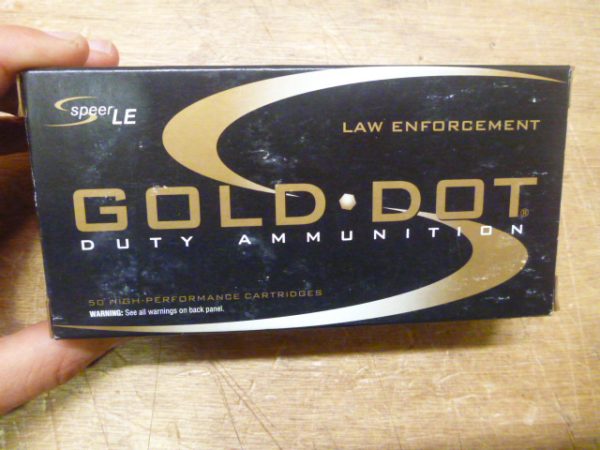 speer LE
LAW ENFORCEMENT
GOLD DOT®
DUTY AMMUNITION
50 HIGH-PERFORMANCE CARTRIDGES
WARNING: See all warnings on back panel.